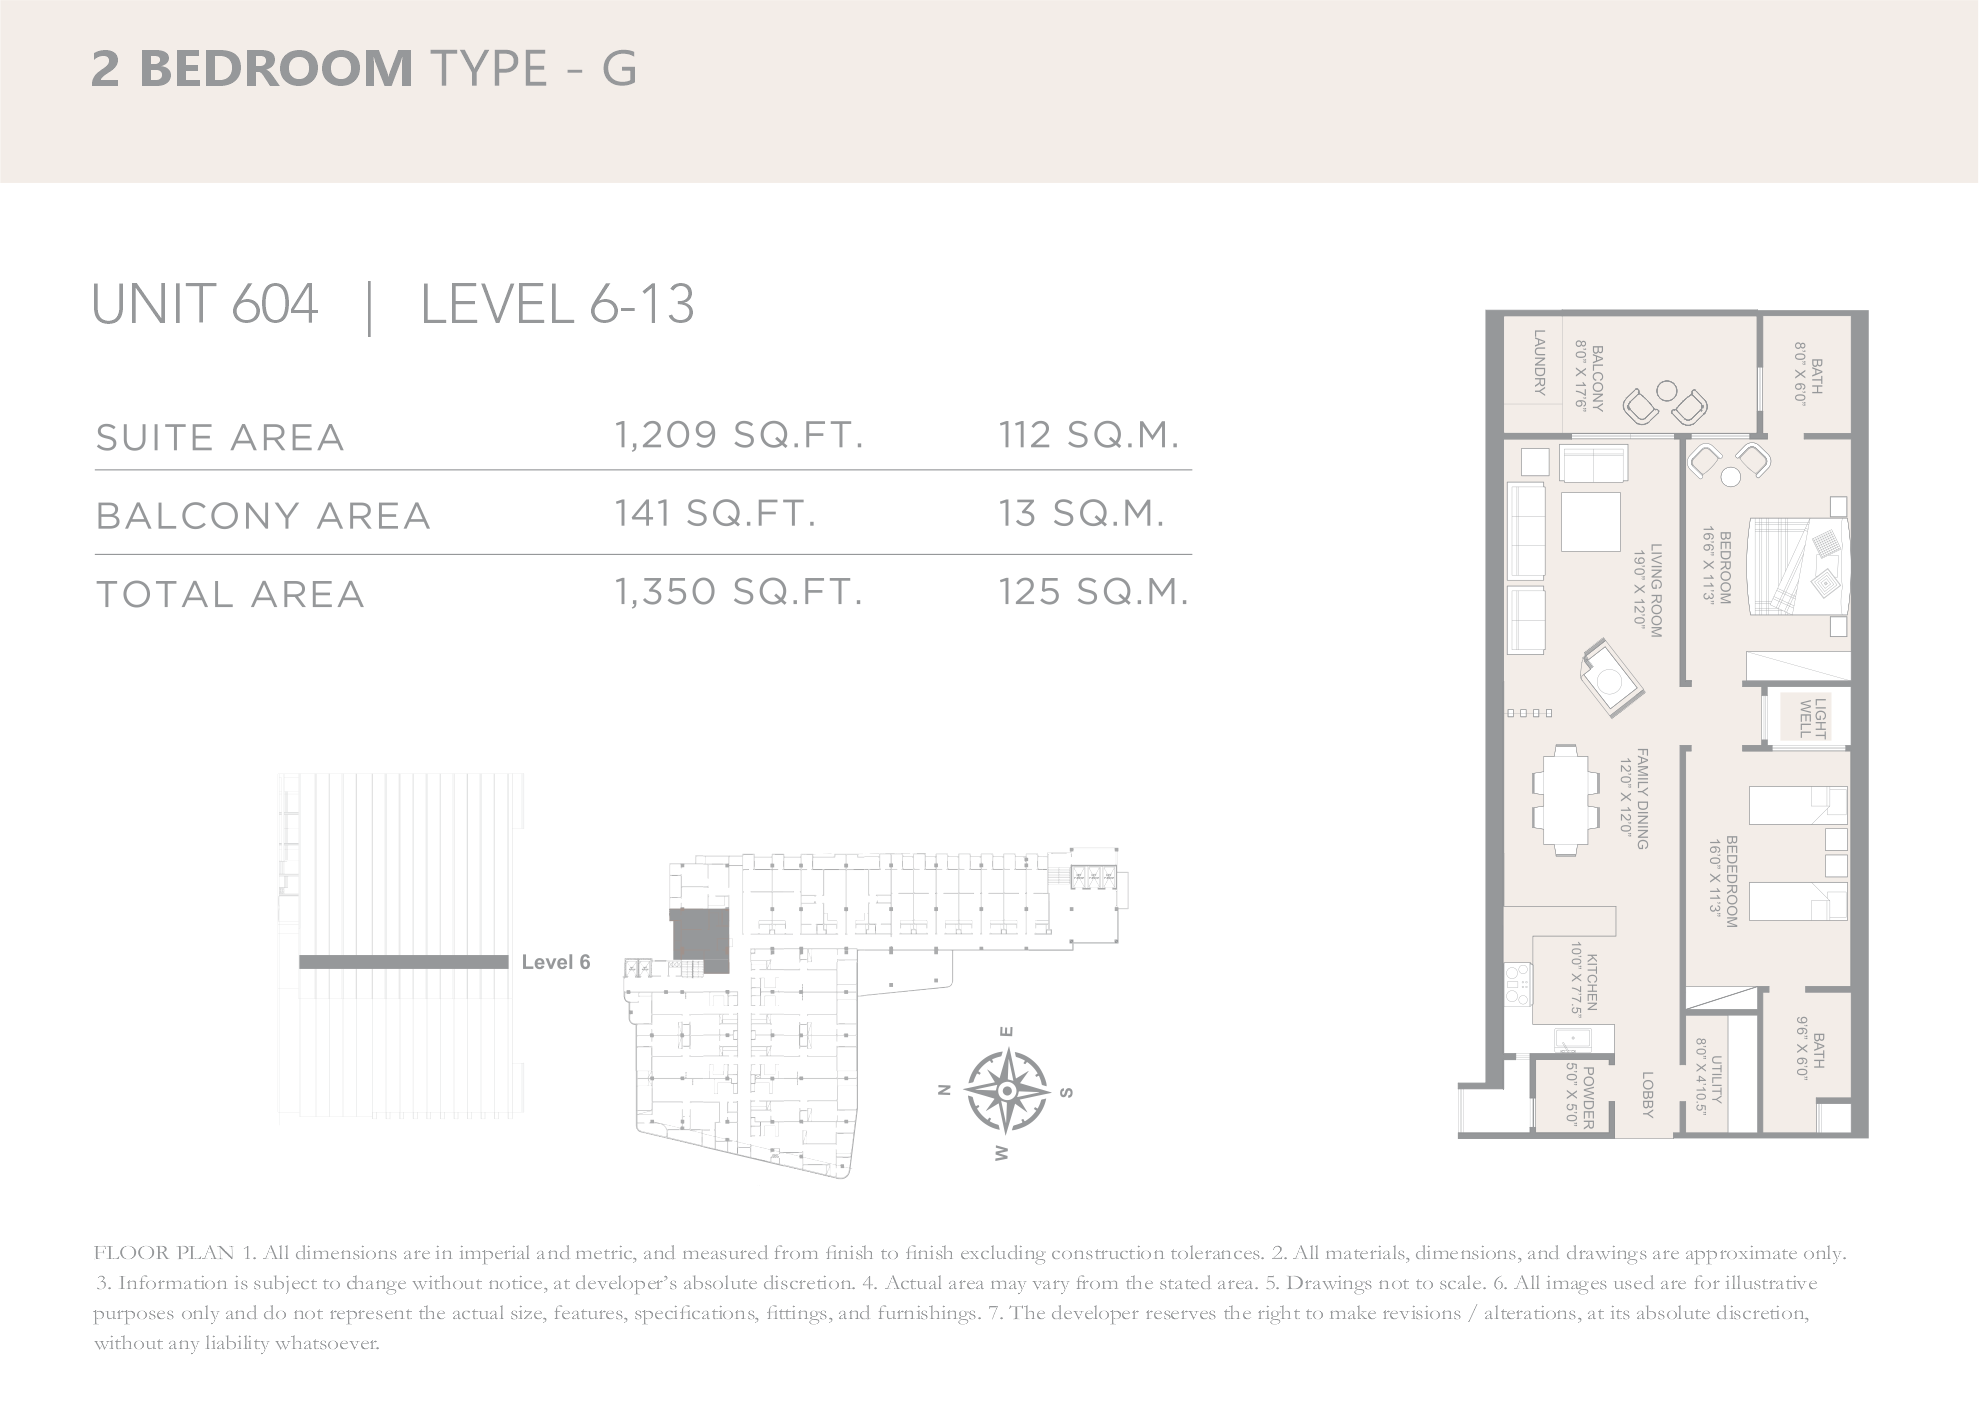 2 BEDROOM TYPE - G
UNIT 604 | LEVEL 6-13
SUITE AREA 1,209 SQ.FT. 112 SQ.M.
BALCONY AREA 141 SQ.FT. 13 SQ.M.
TOTAL AREA 1,350 SQ.FT. 125 SQ.M.
LAUNDRY
BALCONY
8'0" X 17'6"
BATH
8'0" X 6'0"
LIVING ROOM
19'0" X 12'0"
BEDROOM
16'6" X 11'3"
LIGHT
WELL
FAMILY DINING
12'0" X 12'0"
BEDEDROOM
16'0" X 11'3"
KITCHEN
10'0" X 7'7.5"
POWDER
5'0" X 5'0"
LOBBY
UTILITY
8'0" X 4'10.5"
BATH
9'6" X 6'0"
Level 6
E
N
S
W
FLOOR PLAN 1. All dimensions are in imperial and metric, and measured from finish to finish excluding construction tolerances. 2. All materials, dimensions, and drawings are approximate only.
3. Information is subject to change without notice, at developer's absolute discretion. 4. Actual area may vary from the stated area. 5. Drawings not to scale. 6. All images used are for illustrative
purposes only and do not represent the actual size, features, specifications, fittings, and furnishings. 7. The developer reserves the right to make revisions / alterations, at its absolute discretion,
without any liability whatsoever.